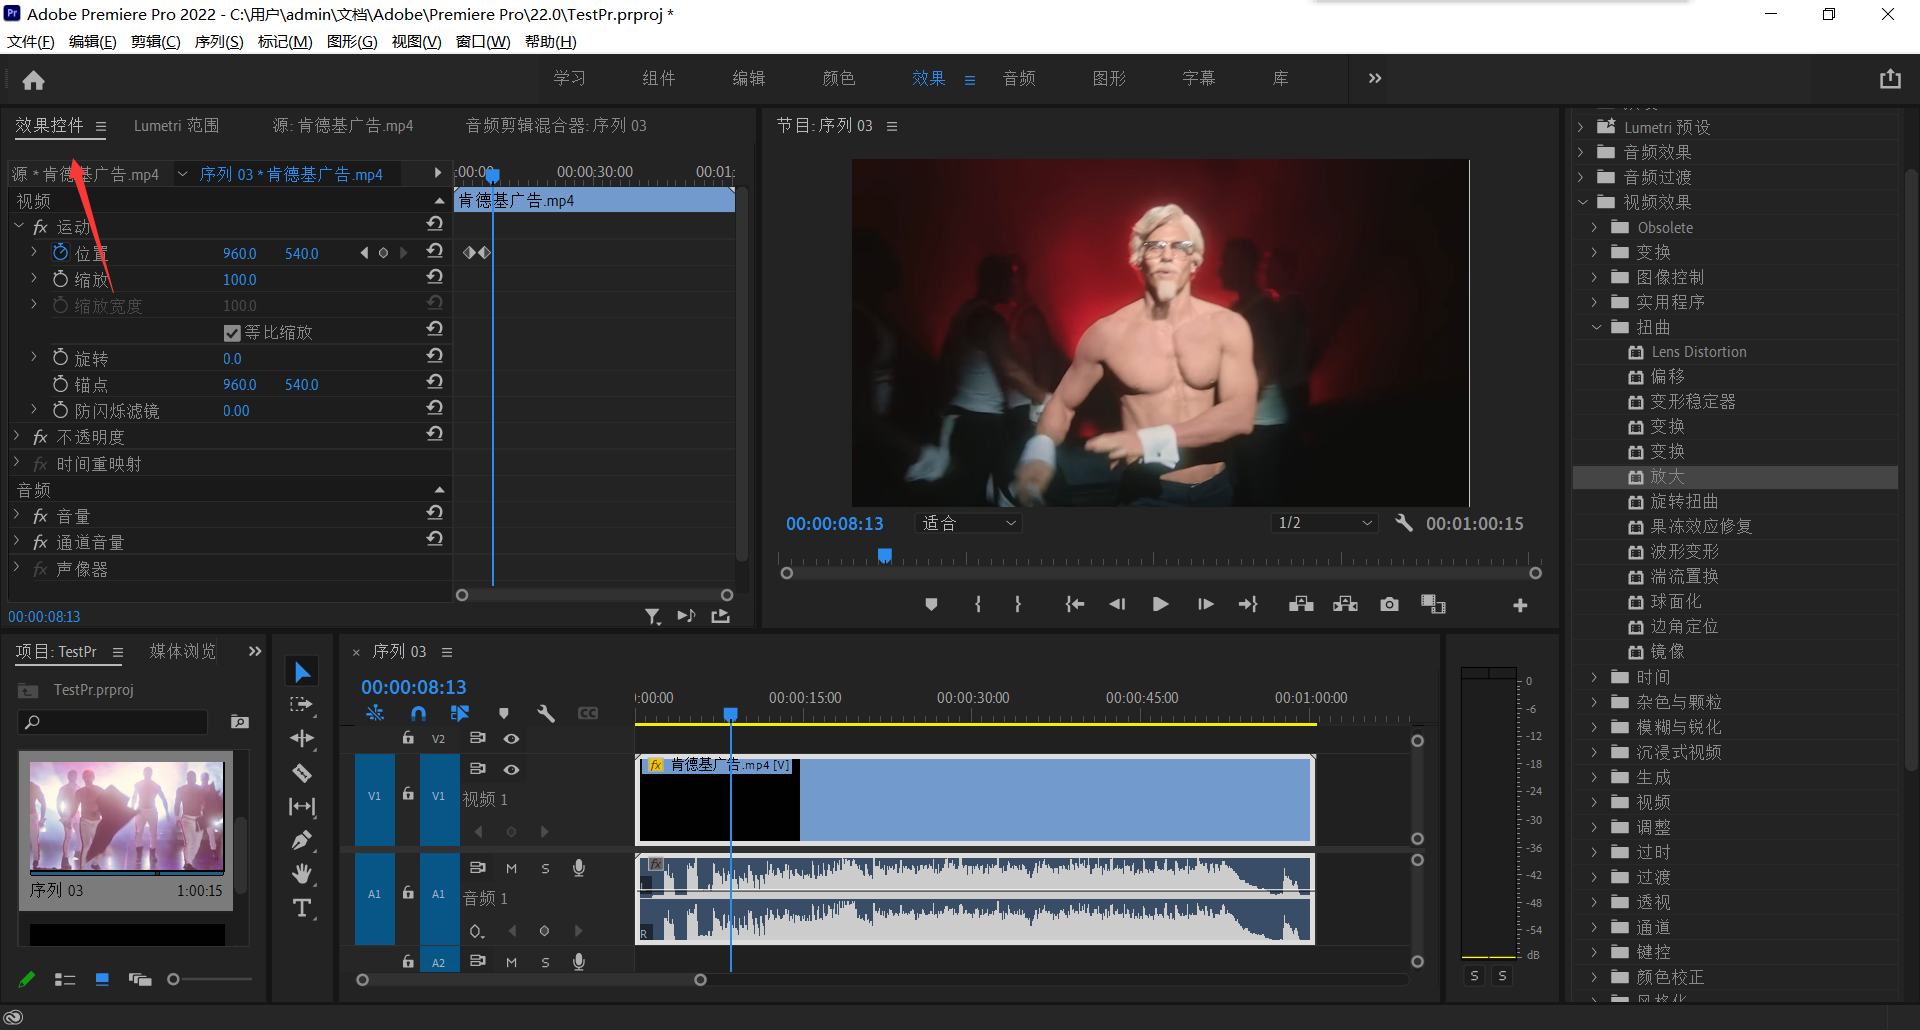 Adobe Premiere Pro 2022 - C:\用户\admin\文档\Adobe\Premiere Pro\22.0\TestPr.prproj *
文件(F) 编辑(E) 剪辑(C) 序列(S) 标记(M) 图形(G) 视图(V) 窗口(W) 帮助(H)
学习 组件 编辑 颜色 效果 音频 图形 字幕 库
效果控件 Lumetri 范围 源: 肯德基广告.mp4 音频剪辑混合器: 序列 03
源 * 肯德基广告.mp4 序列 03 * 肯德基广告.mp4
:00:00 00:00:30:00 00:01:
视频
肯德基广告.mp4
fx 运动
位置 960.0 540.0
缩放 100.0
缩放宽度 100.0
等比缩放
旋转 0.0
锚点 960.0 540.0
防闪烁滤镜 0.00
fx 不透明度
fx 时间重映射
音频
fx 音量
fx 通道音量
fx 声像器
00:00:08:13
节目: 序列 03
00:00:08:13 适合 1/2 00:01:00:15
Lumetri 预设
音频效果
音频过渡
视频效果
Obsolete
变换
图像控制
实用程序
扭曲
Lens Distortion
偏移
变形稳定器
变换
变换
放大
旋转扭曲
果冻效应修复
波形变形
湍流置换
球面化
边角定位
镜像
时间
杂色与颗粒
模糊与锐化
沉浸式视频
生成
视频
调整
过时
过渡
透视
通道
键控
颜色校正
风格化
项目: TestPr 媒体浏览
TestPr.prproj
序列 03 1:00:15
× 序列 03
00:00:08:13
:00:00 00:00:15:00 00:00:30:00 00:00:45:00 00:01:00:00
V2
V1 V1 视频 1
fx 肯德基广告.mp4 [V]
A1 A1 M S
音频 1
fx
L
R
A2 M S
0
-6
-12
-18
-24
-30
-36
-42
-48
-54
dB
S S